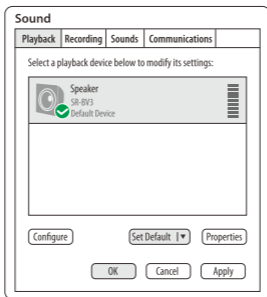 Sound
Playback Recording Sounds Communications
Select a playback device below to modify its settings:
Speaker
SR-BV3
Default Device
Configure Set Default Properties
OK Cancel Apply